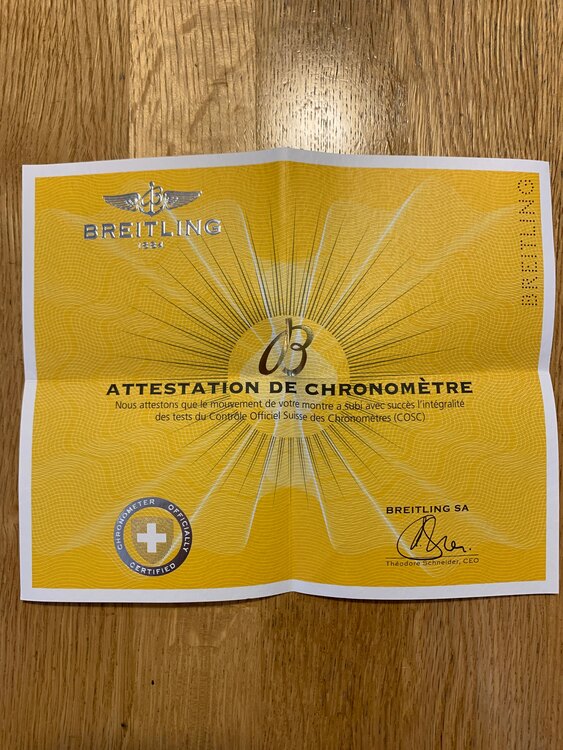 BREITLING
1884
BREITLING
B
ATTESTATION DE CHRONOMÈTRE
Nous attestons que le mouvement de votre montre a subi avec succès l'intégralité
des tests du Contrôle Officiel Suisse des Chronomètres (COSC)
CHRONOMETER OFFICIALLY
CERTIFIED
BREITLING SA
Théodore Schneider, CEO